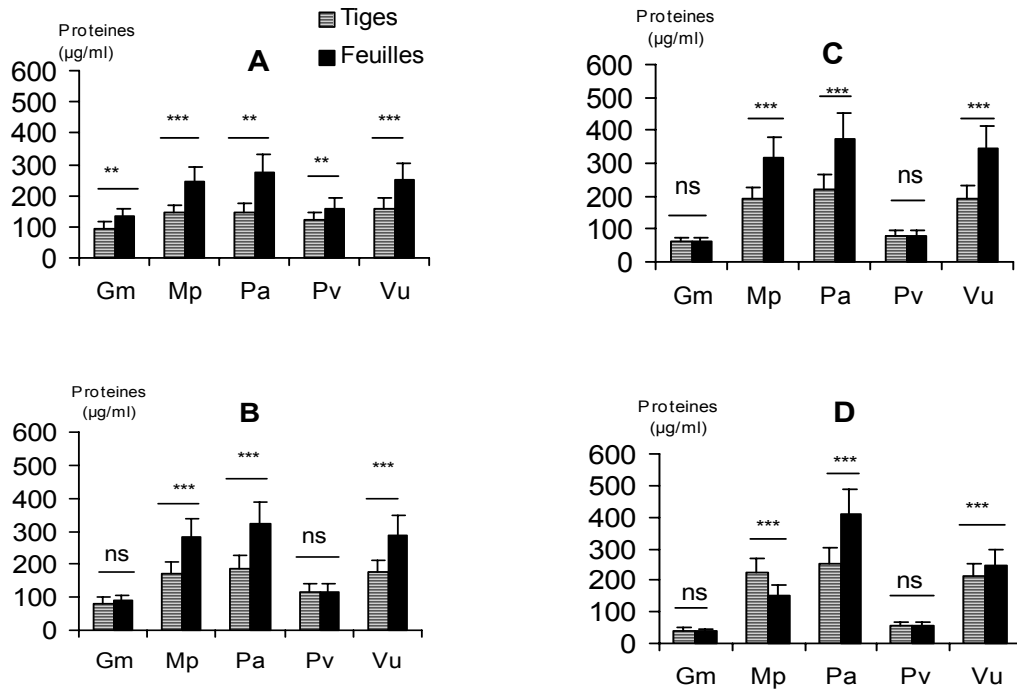 Proteines
(µg/ml)
Tiges
Feuilles
A
600
500
400
300
200
100
0
**
***
**
**
***
Gm Mp Pa Pv Vu
Proteines
(µg/ml)
C
600
500
400
300
200
100
0
ns
***
***
ns
***
Gm Mp Pa Pv Vu
Proteines
(µg/ml)
B
600
500
400
300
200
100
0
ns
***
***
ns
***
Gm Mp Pa Pv Vu
Proteines
(µg/ml)
D
600
500
400
300
200
100
0
ns
***
***
ns
***
Gm Mp Pa Pv Vu